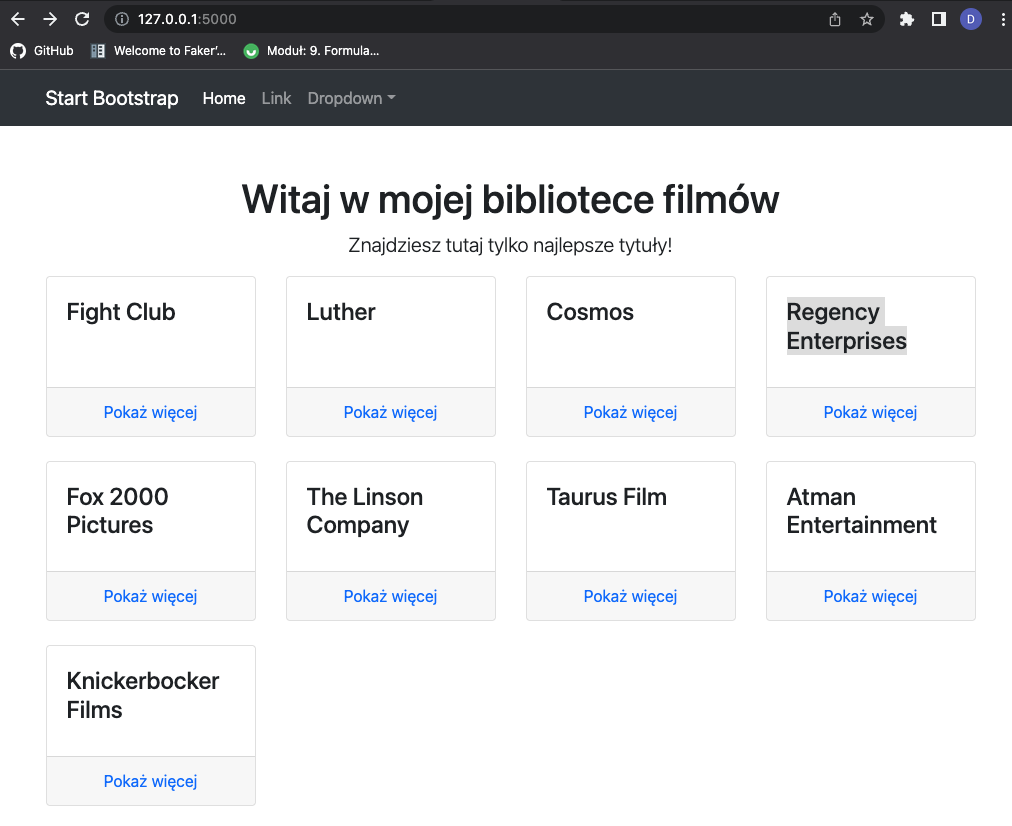 127.0.0.1:5000
D
GitHub Welcome to Faker'... Moduł: 9. Formula...
Start Bootstrap Home Link Dropdown
Witaj w mojej bibliotece filmów
Znajdziesz tutaj tylko najlepsze tytuły!
Fight Club
Pokaż więcej
Luther
Pokaż więcej
Cosmos
Pokaż więcej
Regency
Enterprises
Pokaż więcej
Fox 2000
Pictures
Pokaż więcej
The Linson
Company
Pokaż więcej
Taurus Film
Pokaż więcej
Atman
Entertainment
Pokaż więcej
Knickerbocker
Films
Pokaż więcej